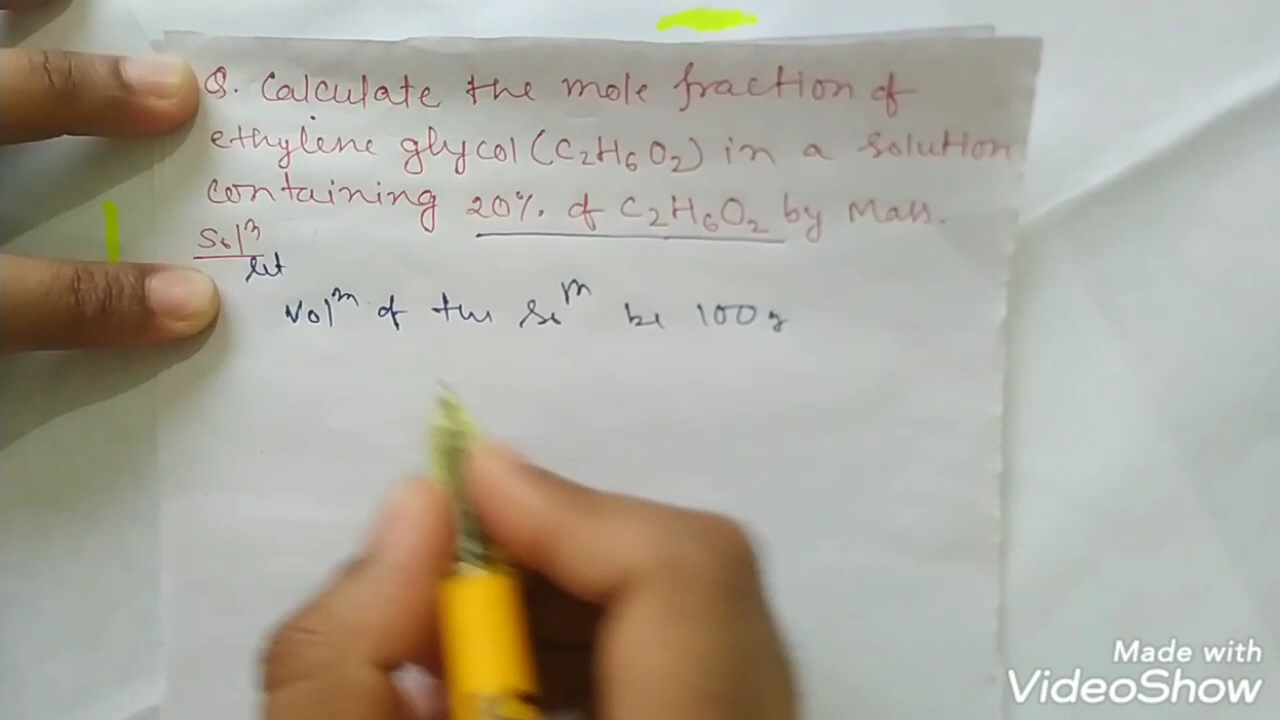 Q. Calculate the mole fraction of
ethylene glycol (C2H6O2) in a solution
containing 20% of C2H6O2 by Mass.
Sol^n
let
Vol^m of the so^n be 100g
Made with
VideoShow